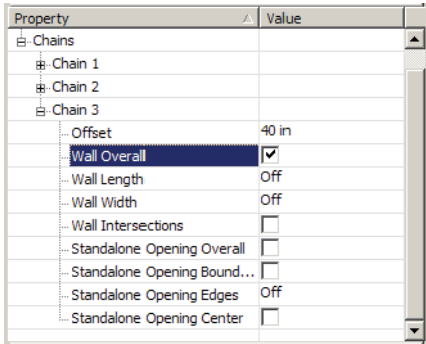 Property Value
Chains
Chain 1
Chain 2
Chain 3
Offset 40 in
Wall Overall
Wall Length Off
Wall Width Off
Wall Intersections
Standalone Opening Overall
Standalone Opening Bound...
Standalone Opening Edges Off
Standalone Opening Center